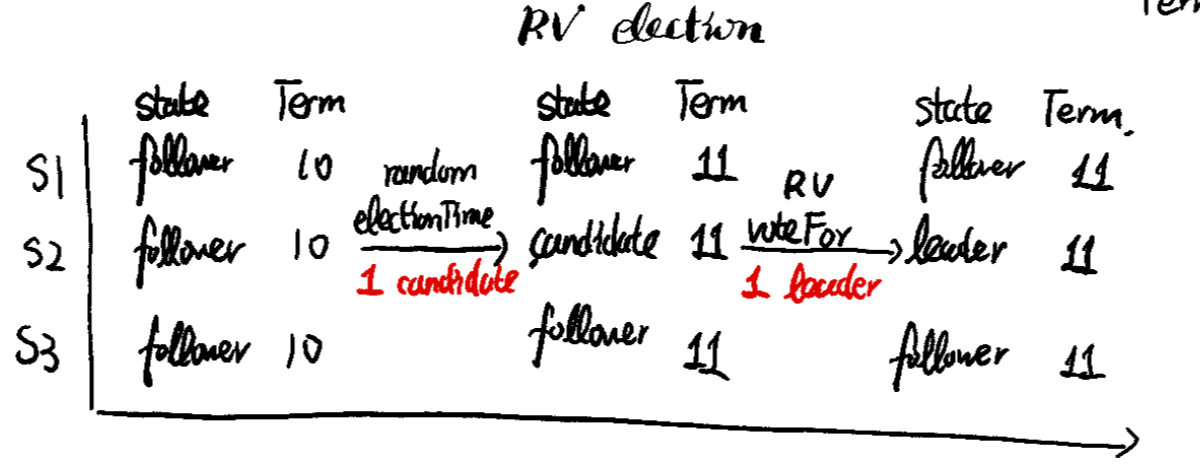 Term
RV election
state Term state Term state Term.
S1 follower 10 random follower 11 RV follower 11
S2 follower 10 electionTime candidate 11 voteFor leader 11
1 candidate 1 leader
S3 follower 10 follower 11 follower 11